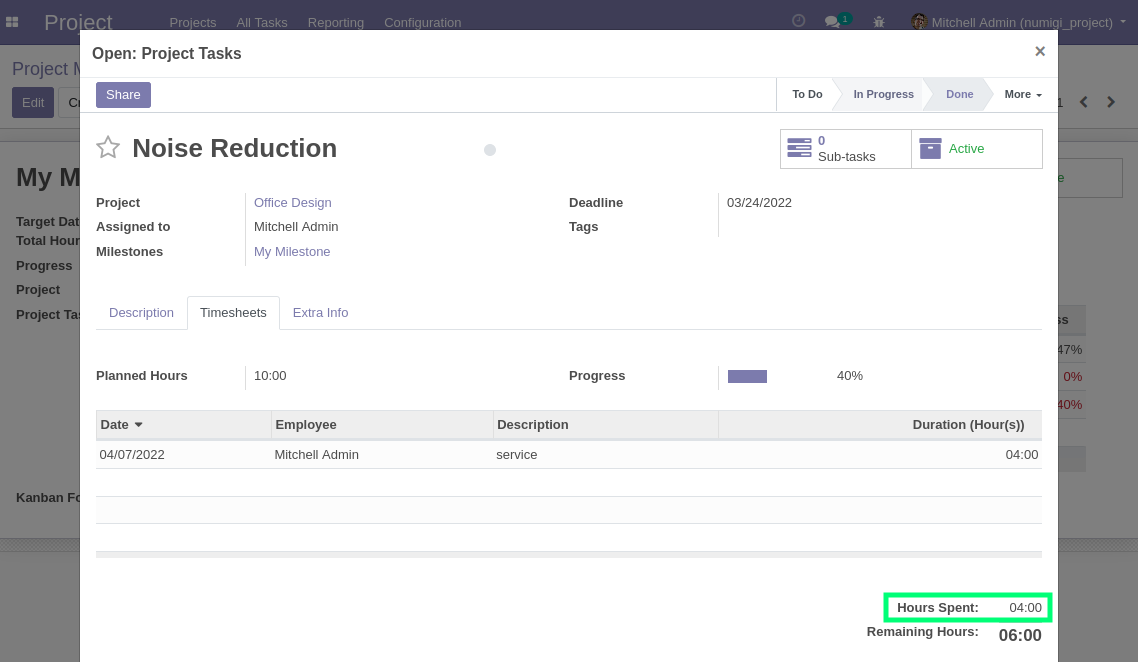 Project Projects All Tasks Reporting Configuration 1 Mitchell Admin (numigi_project)
Project M
Open: Project Tasks ×
Edit
Share To Do In Progress Done More
Noise Reduction
0
Sub-tasks
Active
My M
Project Office Design Deadline 03/24/2022
Assigned to Mitchell Admin Tags
Milestones My Milestone
Target Dat
Total Hour
Progress
Project
Project Tas
Description Timesheets Extra Info
47%
Planned Hours 10:00 Progress 40%
0%
40%
Date Employee Description Duration (Hour(s))
04/07/2022 Mitchell Admin service 04:00
Kanban Fo
Hours Spent: 04:00
Remaining Hours: 06:00